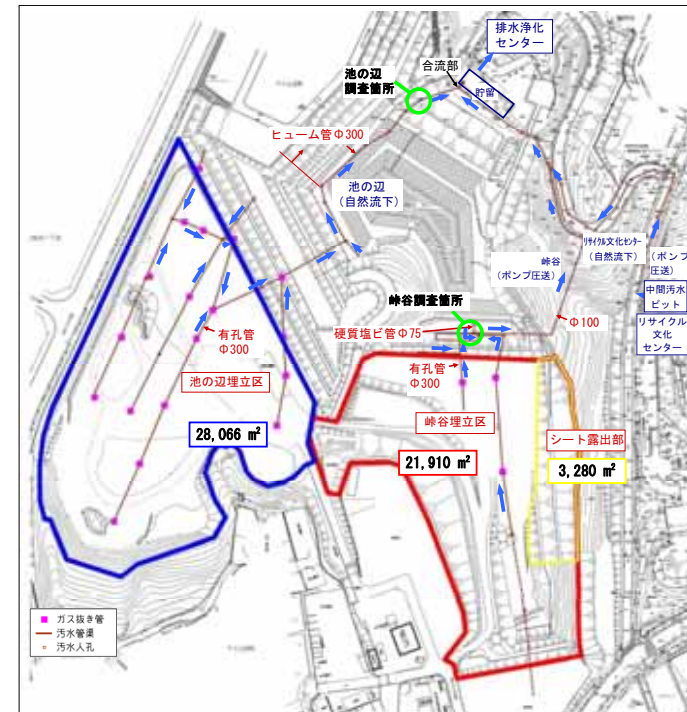 排水浄化
センター
合流部
池の辺
調査箇所
貯留
ヒューム管Φ300
池の辺
(自然流下)
リサイクル文化センター
(自然流下)
(ポンプ
圧送)
峠谷
(ポンプ圧送)
中間汚水
ピット
峠谷調査箇所
硬質塩ビ管Φ75
Φ100
リサイクル
文化
センター
有孔管
Φ300
有孔管
Φ300
池の辺埋立区
峠谷埋立区
シート露出部
28,066 ㎡
21,910 ㎡
3,280 ㎡
ガス抜き管
汚水管渠
汚水人孔